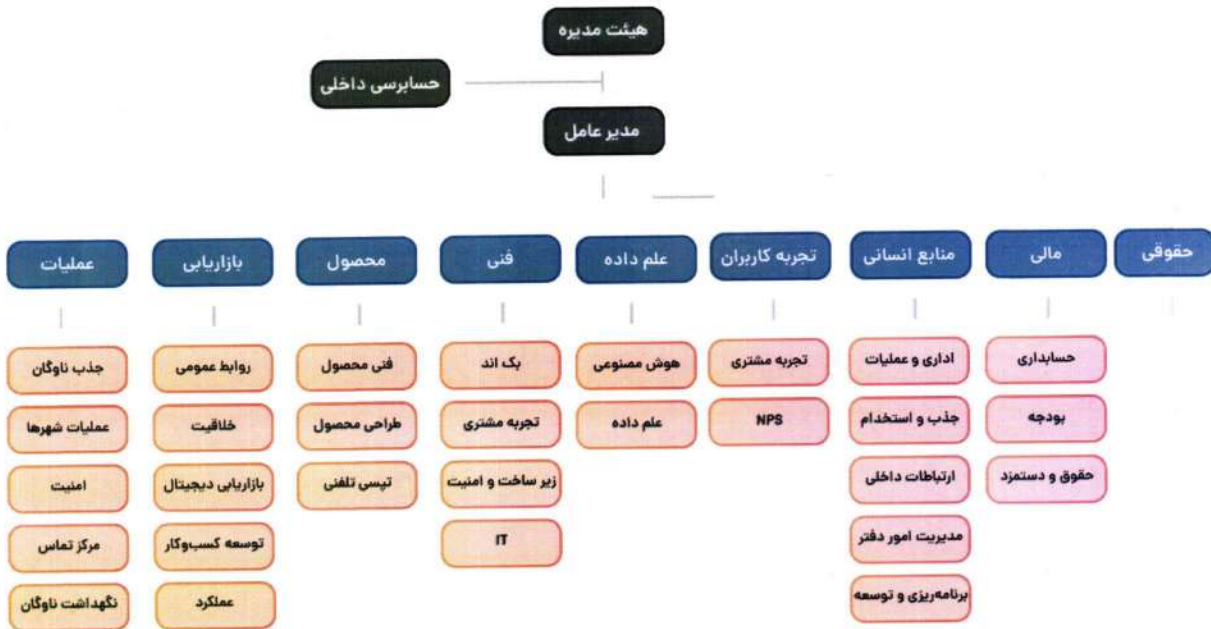 هیئت مدیره
حسابرسی داخلی
مدیر عامل
حقوقی
مالی
منابع انسانی
تجربه کاربران
علم داده
فنی
محصول
بازاریابی
عملیات
حسابداری
اداری و عملیات
تجربه مشتری
هوش مصنوعی
بک اند
فنی محصول
روابط عمومی
جذب ناوگان
بودجه
جذب و استخدام
NPS
علم داده
تجربه مشتری
طراحی محصول
خلاقیت
عملیات شهرها
حقوق و دستمزد
ارتباطات داخلی
زیر ساخت و امنیت
تپسی تلفنی
بازاریابی دیجیتال
امنیت
مدیریت امور دفتر
IT
توسعه کسب‌وکار
مرکز تماس
برنامه‌ریزی و توسعه
عملکرد
نگهداشت ناوگان